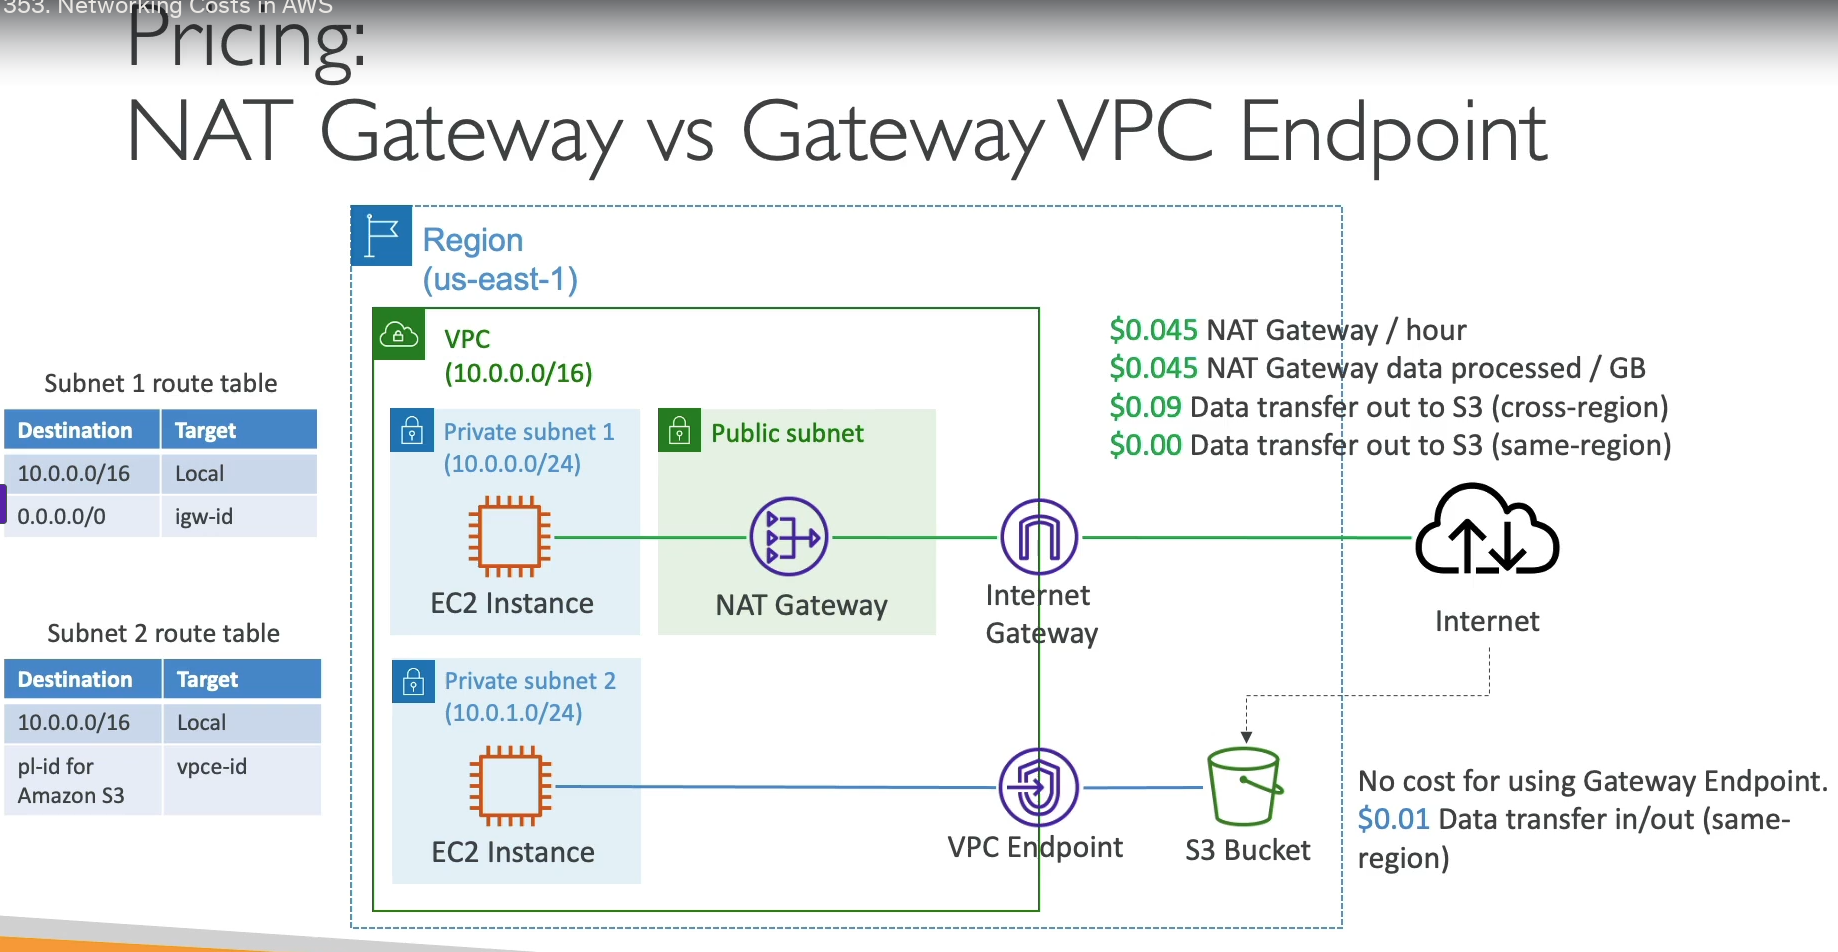 353. Networking Costs in AWS
Pricing:
NAT Gateway vs Gateway VPC Endpoint
Region
(us-east-1)
VPC
(10.0.0.0/16)
$0.045 NAT Gateway / hour
$0.045 NAT Gateway data processed / GB
$0.09 Data transfer out to S3 (cross-region)
$0.00 Data transfer out to S3 (same-region)
Subnet 1 route table
Destination Target
10.0.0.0/16 Local
0.0.0.0/0 igw-id
Private subnet 1
(10.0.0.0/24)
EC2 Instance
Public subnet
NAT Gateway
Internet
Gateway
Internet
Subnet 2 route table
Destination Target
10.0.0.0/16 Local
pl-id for vpce-id
Amazon S3
Private subnet 2
(10.0.1.0/24)
EC2 Instance
VPC Endpoint
S3 Bucket
No cost for using Gateway Endpoint.
$0.01 Data transfer in/out (same-
region)